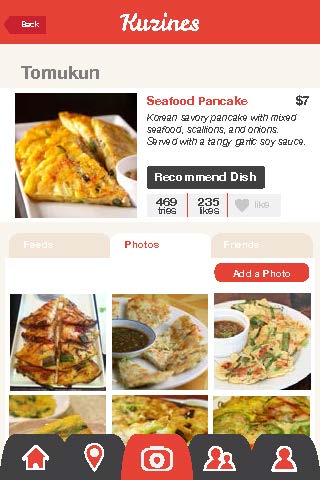 Back
Kuzines
Tomukun
Seafood Pancake $7
Korean savory pancake with mixed
seafood, scallions, and onions.
Served with a tangy garlic soy sauce.
Recommend Dish
469 235
tries likes like
Feeds Photos Friends
Add a Photo